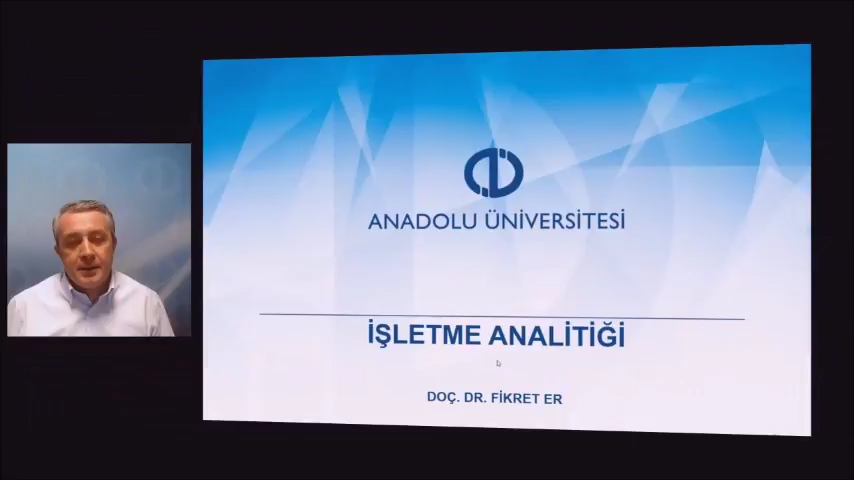 ANADOLU ÜNİVERSİTESİ
İŞLETME ANALİTİĞİ
DOÇ. DR. FİKRET ER